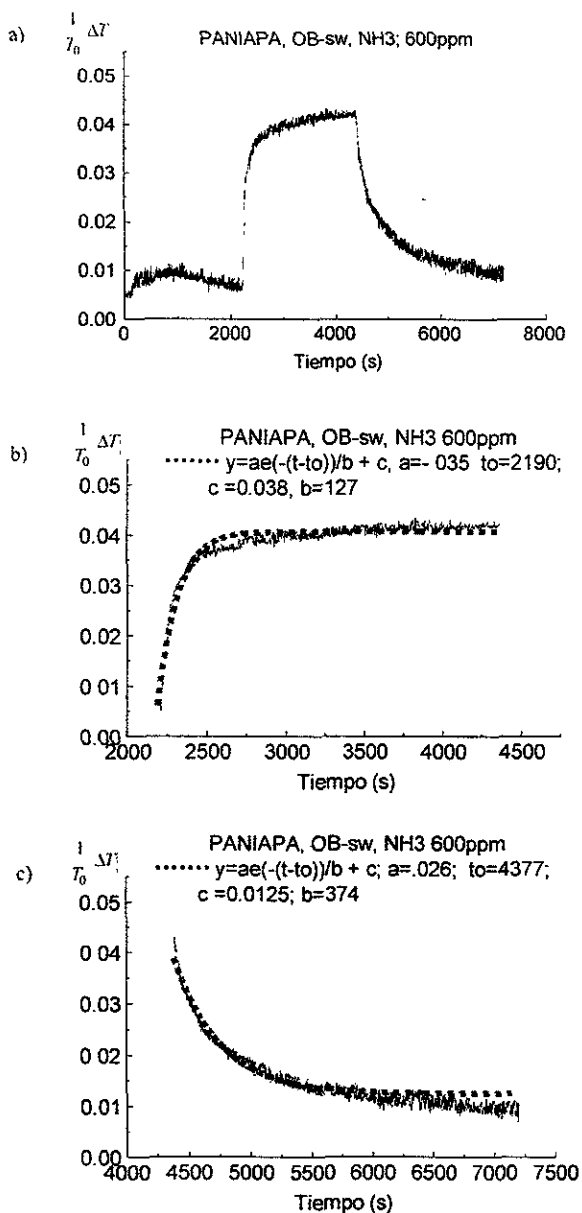 a) 1/T₀ ΔT PANIAPA, OB-sw, NH3; 600ppm
0.05
0.04
0.03
0.02
0.01
0.00
0 2000 4000 6000 8000
Tiempo (s)
b) 1/T₀ ΔT PANIAPA, OB-sw, NH3 600ppm
y=ae(-(t-to))/b + c, a=- 035 to=2190;
c =0.038, b=127
0.05
0.04
0.03
0.02
0 01
0.00
2000 2500 3000 3500 4000 4500
Tiempo (s)
c) 1/T₀ ΔT PANIAPA, OB-sw, NH3 600ppm
y=ae(-(t-to))/b + c; a=.026; to=4377;
c =0.0125; b=374
0.05
0.04
0.03
0.02
0.01
0.00
4000 4500 5000 5500 6000 6500 7000 7500
Tiempo (s)